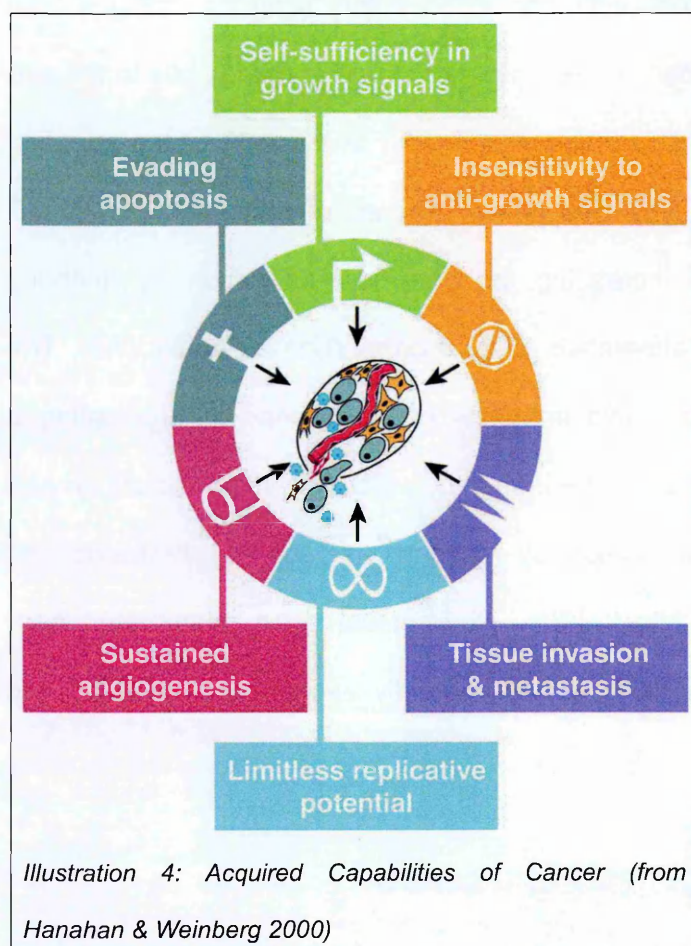 Self-sufficiency in
growth signals
Evading
apoptosis
Insensitivity to
anti-growth signals
Sustained
angiogenesis
Tissue invasion
& metastasis
Limitless replicative
potential
Illustration 4: Acquired Capabilities of Cancer (from
Hanahan & Weinberg 2000)